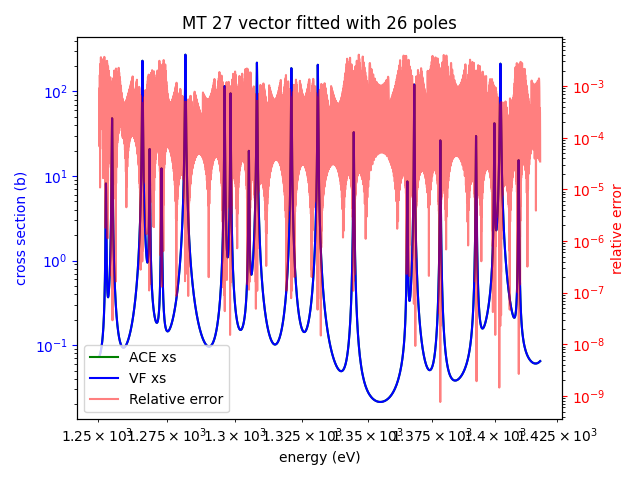 MT 27 vector fitted with 26 poles
10²
10¹
10⁰
10⁻¹
cross section (b)
10⁻³
10⁻⁴
10⁻⁵
10⁻⁶
10⁻⁷
10⁻⁸
10⁻⁹
relative error
ACE xs
VF xs
Relative error
1.25 × 10³ 1.275 × 10³ 1.3 × 10³ 1.325 × 10³ 1.35 × 10³ 1.375 × 10³ 1.4 × 10³ 1.425 × 10³
energy (eV)